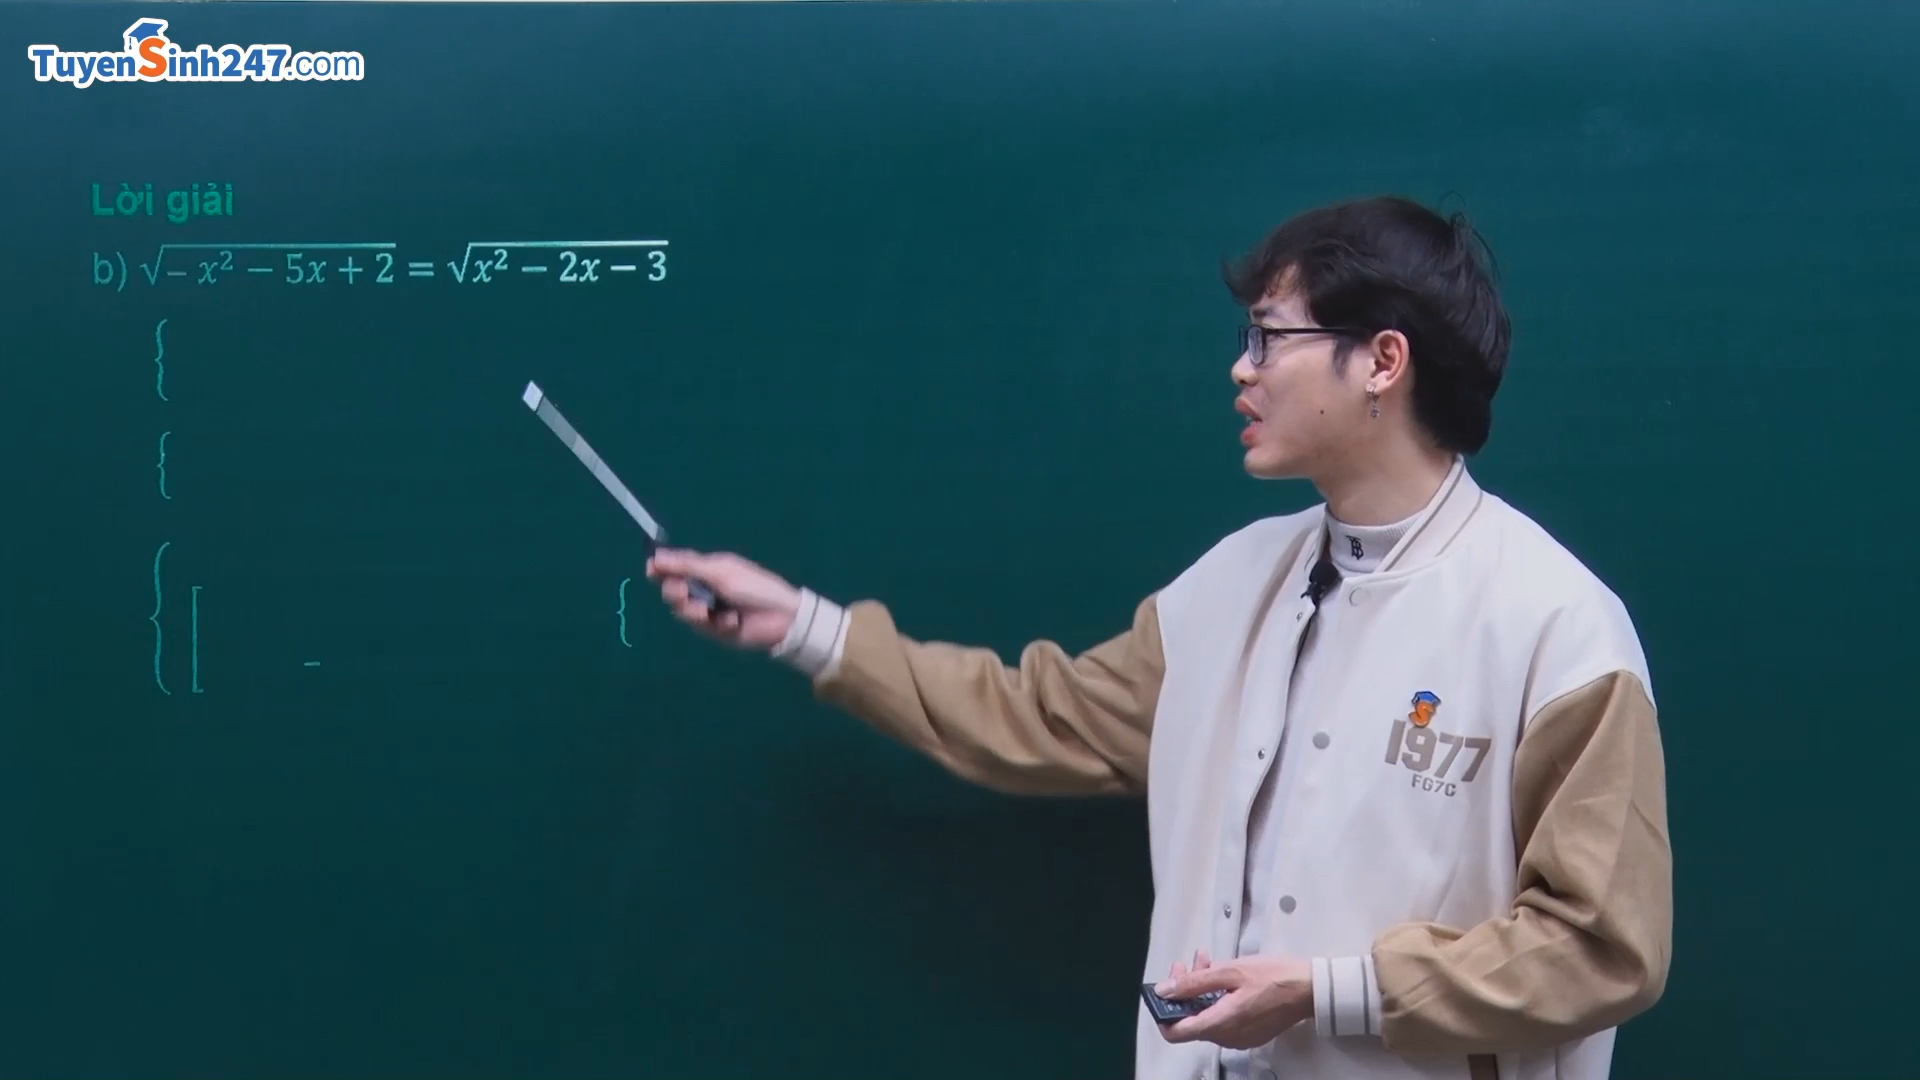 TuyenSinh247.com
Lời giải
b) √(− x² − 5x + 2) = √(x² − 2x − 3)
{
{
{ [ {
−
B
S
1977
FG7C